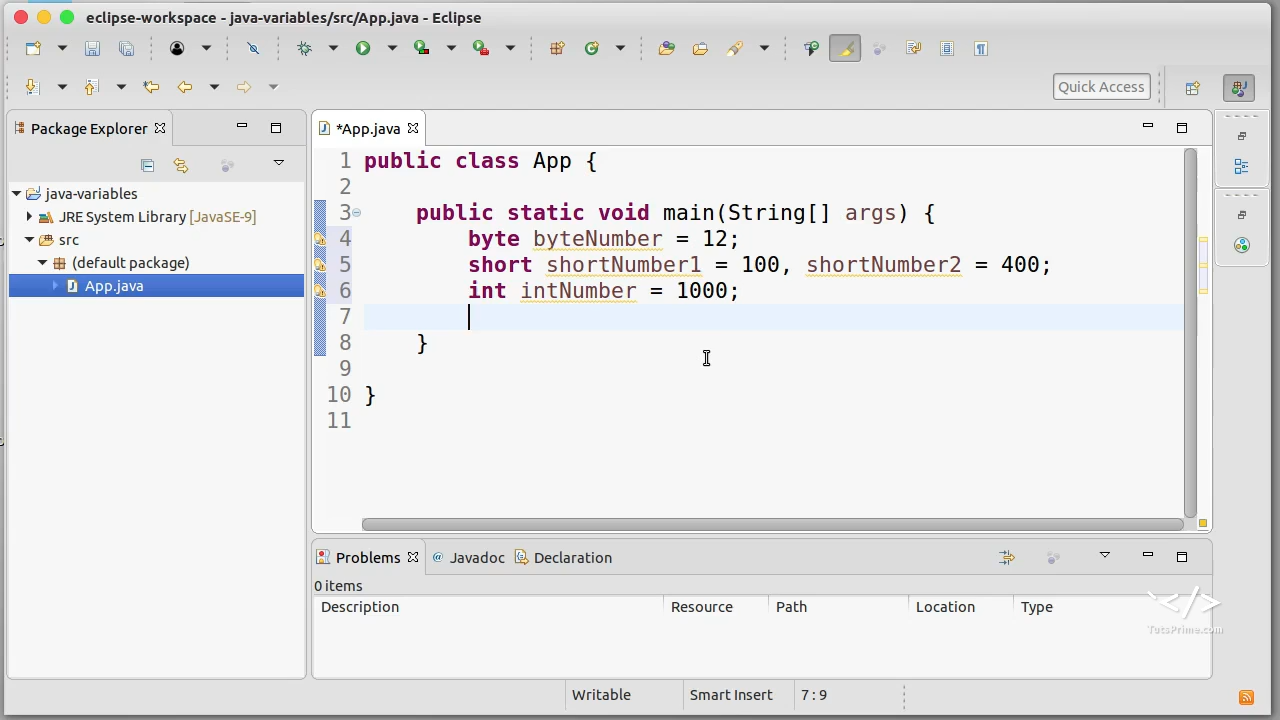 eclipse-workspace - java-variables/src/App.java - Eclipse
Quick Access
Package Explorer
*App.java
java-variables
JRE System Library [JavaSE-9]
src
(default package)
App.java
1 public class App {
2
3 public static void main(String[] args) {
4 byte byteNumber = 12;
5 short shortNumber1 = 100, shortNumber2 = 400;
6 int intNumber = 1000;
7
8 }
9
10 }
11
Problems @ Javadoc Declaration
0 items
Description Resource Path Location Type
</>
TutsPrime.com
Writable Smart Insert 7 : 9